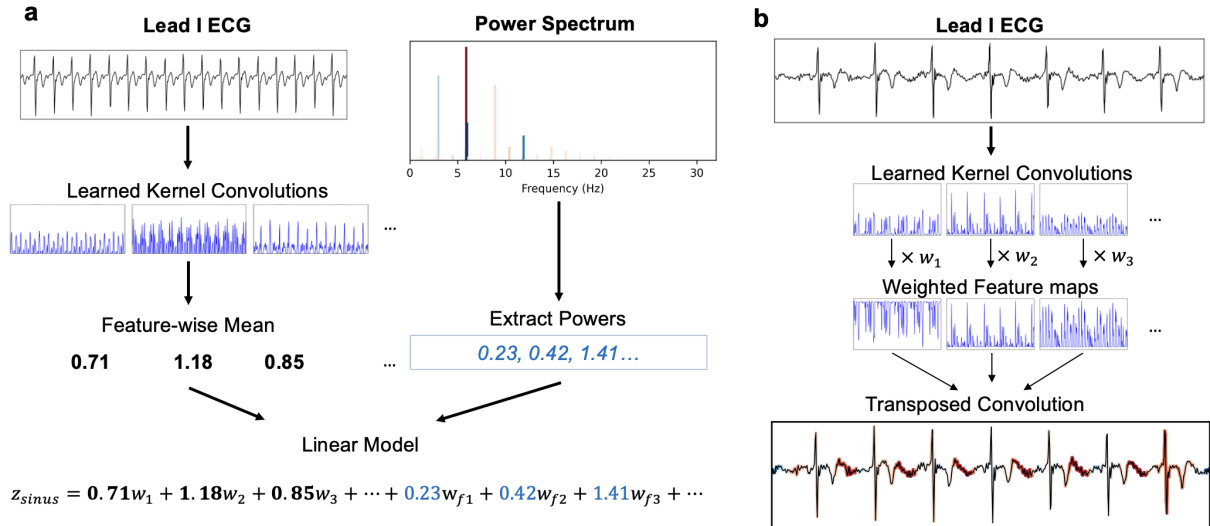 a
Lead I ECG
Power Spectrum
0 5 10 15 20 25 30
Frequency (Hz)
Learned Kernel Convolutions
...
Feature-wise Mean
0.71 1.18 0.85 ...
Extract Powers
0.23, 0.42, 1.41...
Linear Model
z_sinus = 0.71w_1 + 1.18w_2 + 0.85w_3 + ⋯ + 0.23w_f1 + 0.42w_f2 + 1.41w_f3 + ⋯
b
Lead I ECG
Learned Kernel Convolutions
...
× w_1 × w_2 × w_3
Weighted Feature maps
...
Transposed Convolution